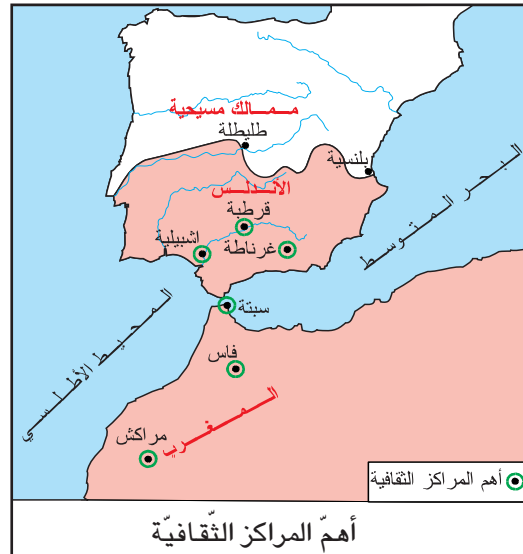 ممالك مسيحية
طليطلة
بلنسية
الأندلس
قرطبة
اشبيلية
غرناطة
البحر المتوسط
سبتة
المحيط الأطلسي
فاس
المغرب
مراكش
أهم المراكز الثقافية
أهمّ المراكز الثّقافيّة